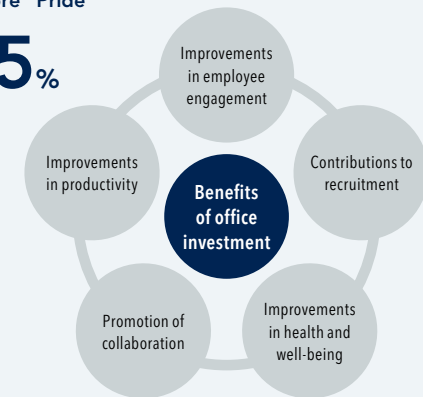 Pride
5%
Improvements
in employee
engagement
Contributions to
recruitment
Improvements
in health and
well-being
Promotion of
collaboration
Improvements
in productivity
Benefits
of office
investment